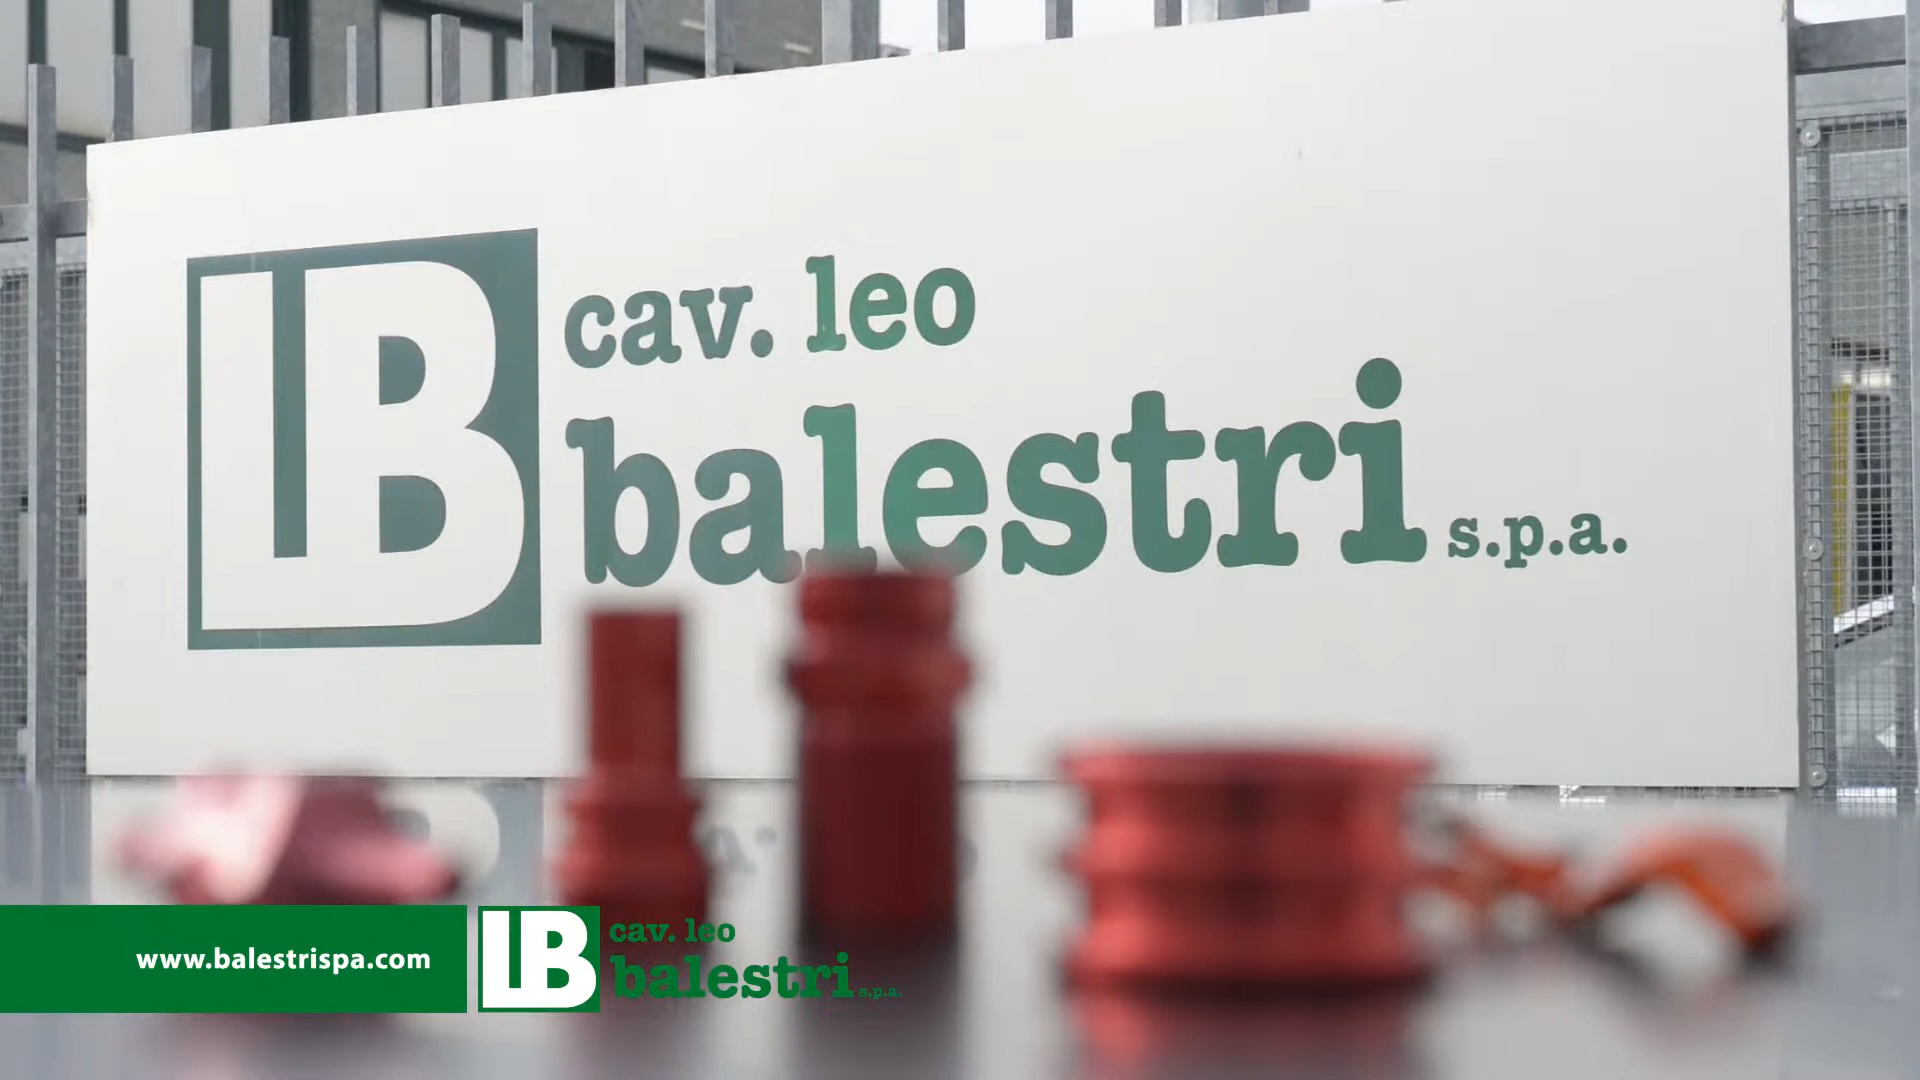 LB
cav. leo
balestri s.p.a.
www.balestrispa.com
LB
cav. leo
balestri s.p.a.